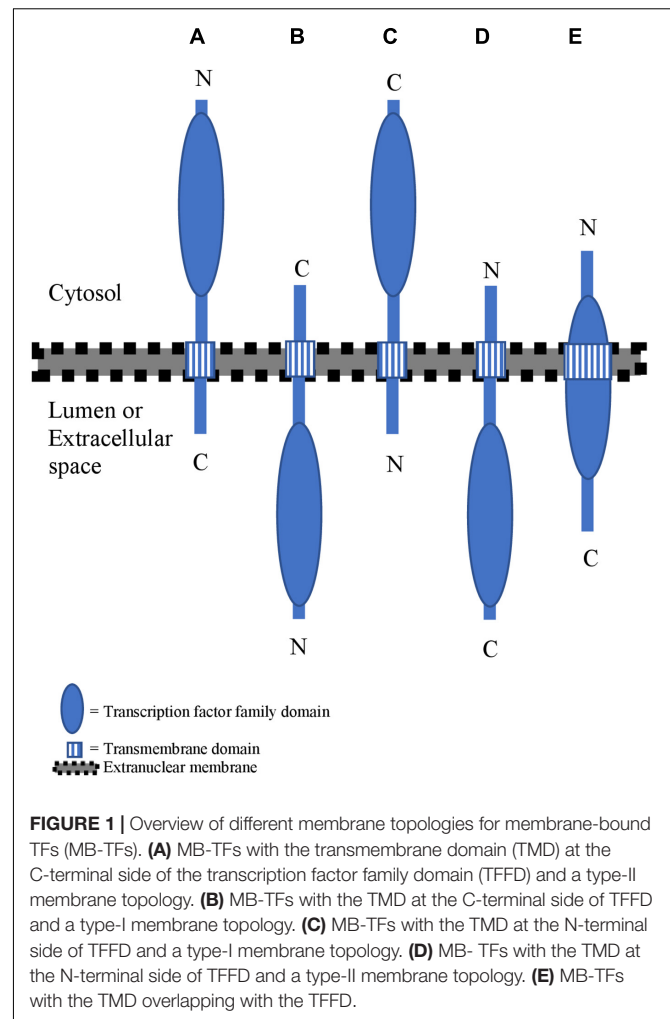 A B C D E
N
C
N
C
N
Cytosol
Lumen or
Extracellular
space
C
N
C
N
C
= Transcription factor family domain
= Transmembrane domain
= Extranuclear membrane
FIGURE 1 | Overview of different membrane topologies for membrane-bound
TFs (MB-TFs). (A) MB-TFs with the transmembrane domain (TMD) at the
C-terminal side of the transcription factor family domain (TFFD) and a type-II
membrane topology. (B) MB-TFs with the TMD at the C-terminal side of TFFD
and a type-I membrane topology. (C) MB-TFs with the TMD at the N-terminal
side of TFFD and a type-I membrane topology. (D) MB- TFs with the TMD at
the N-terminal side of TFFD and a type-II membrane topology. (E) MB-TFs
with the TMD overlapping with the TFFD.